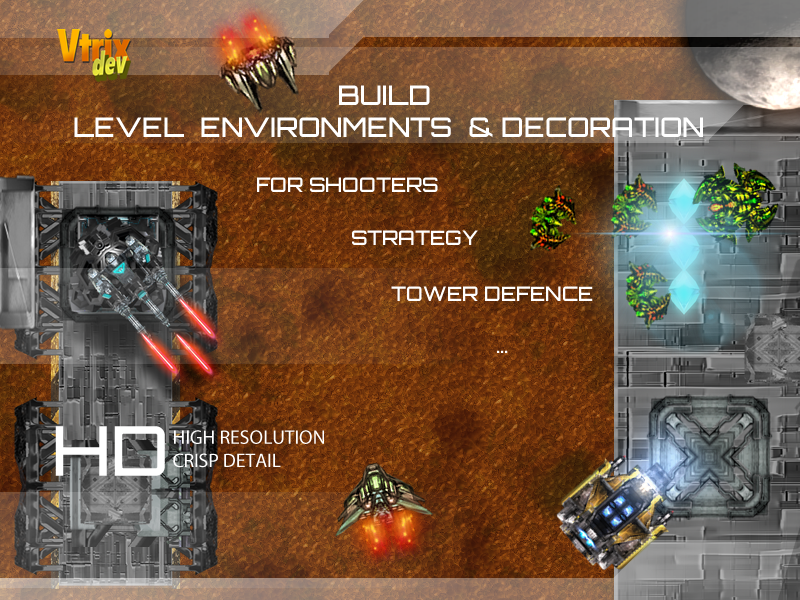 Vtrix
dev
BUILD
LEVEL ENVIRONMENTS & DECORATION
FOR SHOOTERS
STRATEGY
TOWER DEFENCE
...
HD
HIGH RESOLUTION
CRISP DETAIL